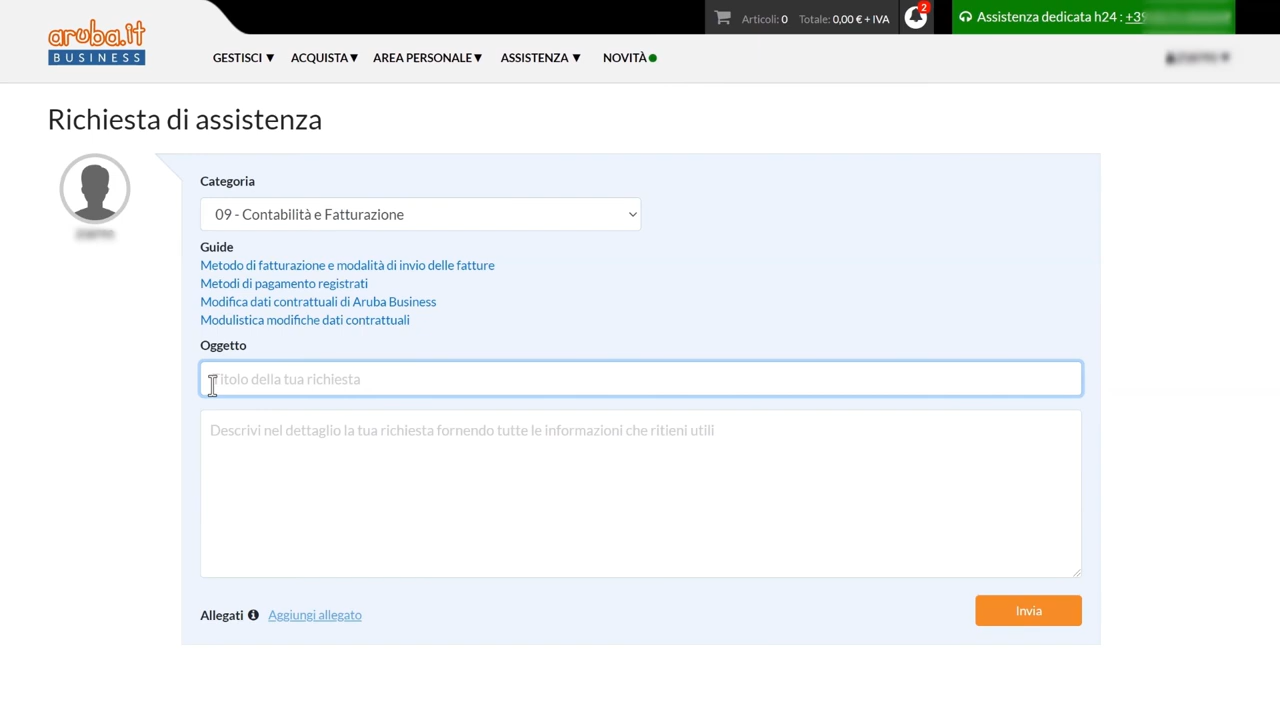 aruba.it
BUSINESS
Articoli: 0 Totale: 0,00 € + IVA
2
Assistenza dedicata h24 : +39
GESTISCI ▼ ACQUISTA▼ AREA PERSONALE▼ ASSISTENZA ▼ NOVITÀ
Richiesta di assistenza
Categoria
09 - Contabilità e Fatturazione
Guide
Metodo di fatturazione e modalità di invio delle fatture
Metodi di pagamento registrati
Modifica dati contrattuali di Aruba Business
Modulistica modifiche dati contrattuali
Oggetto
Titolo della tua richiesta
Descrivi nel dettaglio la tua richiesta fornendo tutte le informazioni che ritieni utili
Allegati Aggiungi allegato
Invia